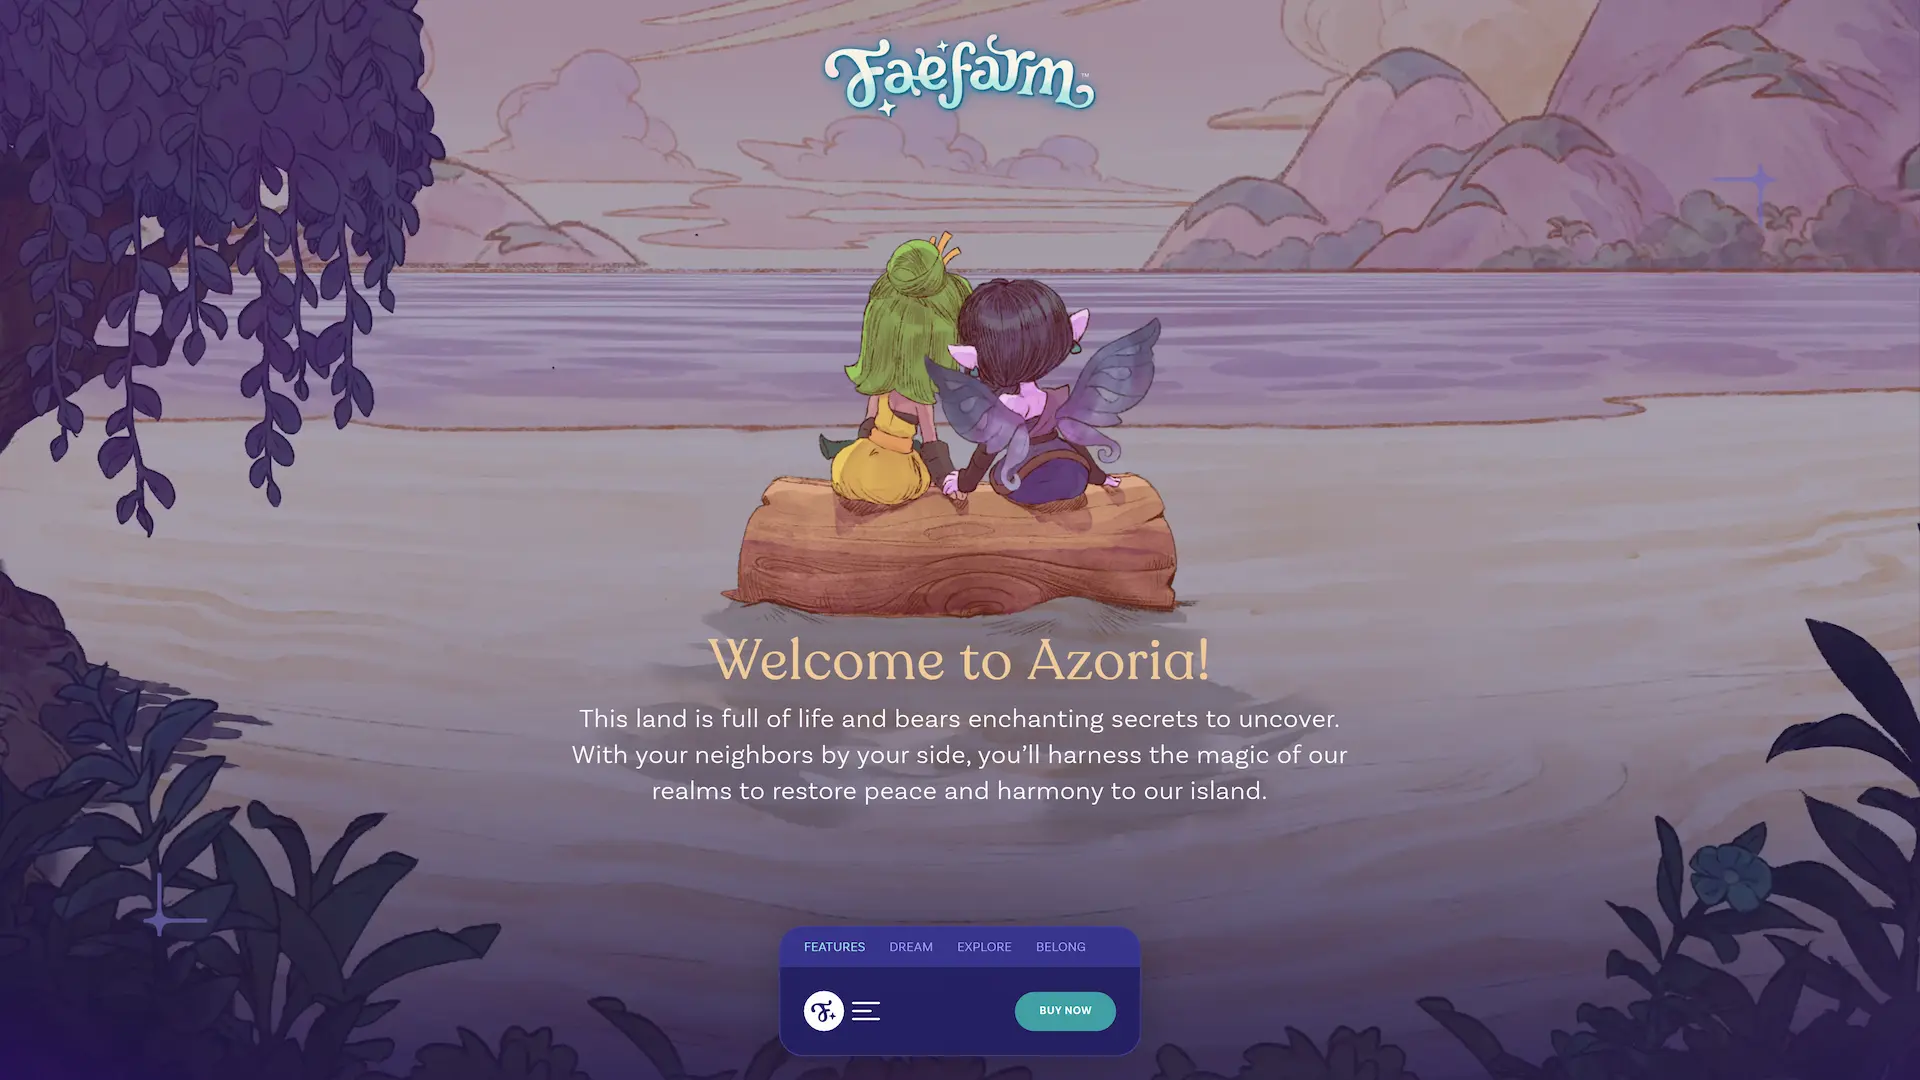 Faefarm™
Welcome to Azoria!
This land is full of life and bears enchanting secrets to uncover.
With your neighbors by your side, you’ll harness the magic of our
realms to restore peace and harmony to our island.
FEATURES DREAM EXPLORE BELONG
F
BUY NOW